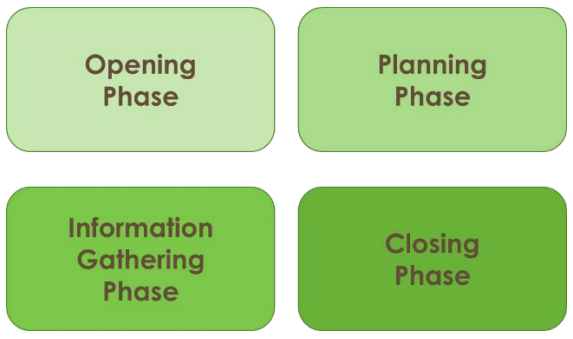 Opening
Phase
Planning
Phase
Information
Gathering
Phase
Closing
Phase